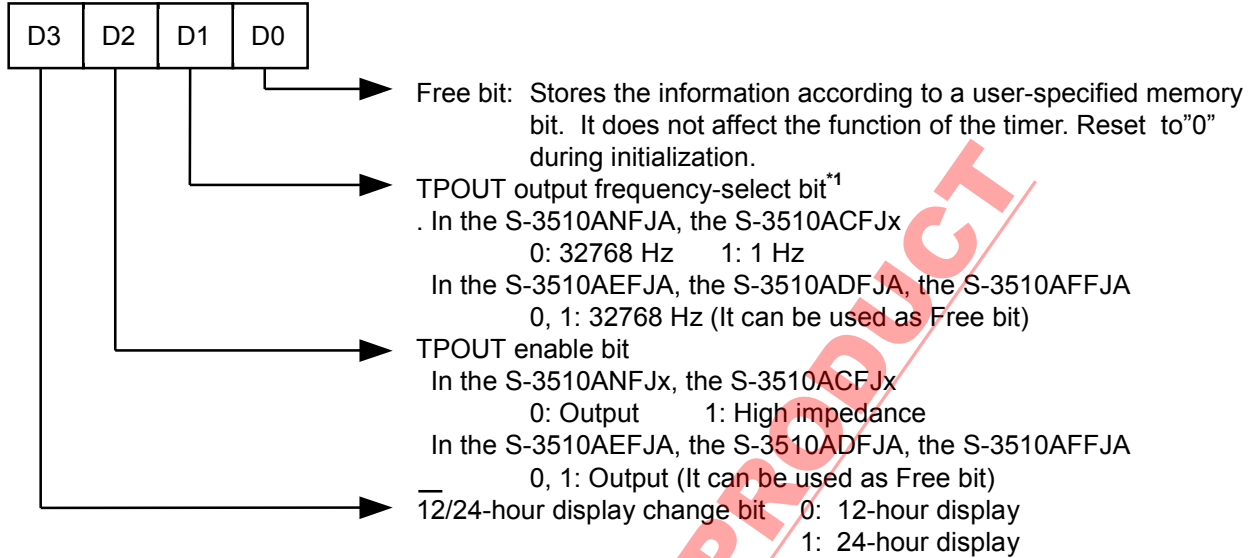 D3 D2 D1 D0
Free bit: Stores the information according to a user-specified memory
bit. It does not affect the function of the timer. Reset to”0”
during initialization.
TPOUT output frequency-select bit*1
. In the S-3510ANFJA, the S-3510ACFJx
0: 32768 Hz 1: 1 Hz
In the S-3510AEFJA, the S-3510ADFJA, the S-3510AFFJA
0, 1: 32768 Hz (It can be used as Free bit)
TPOUT enable bit
In the S-3510ANFJx, the S-3510ACFJx
0: Output 1: High impedance
In the S-3510AEFJA, the S-3510ADFJA, the S-3510AFFJA
0, 1: Output (It can be used as Free bit)
1̅2/24-hour display change bit 0: 12-hour display
1: 24-hour display
PRODUCT